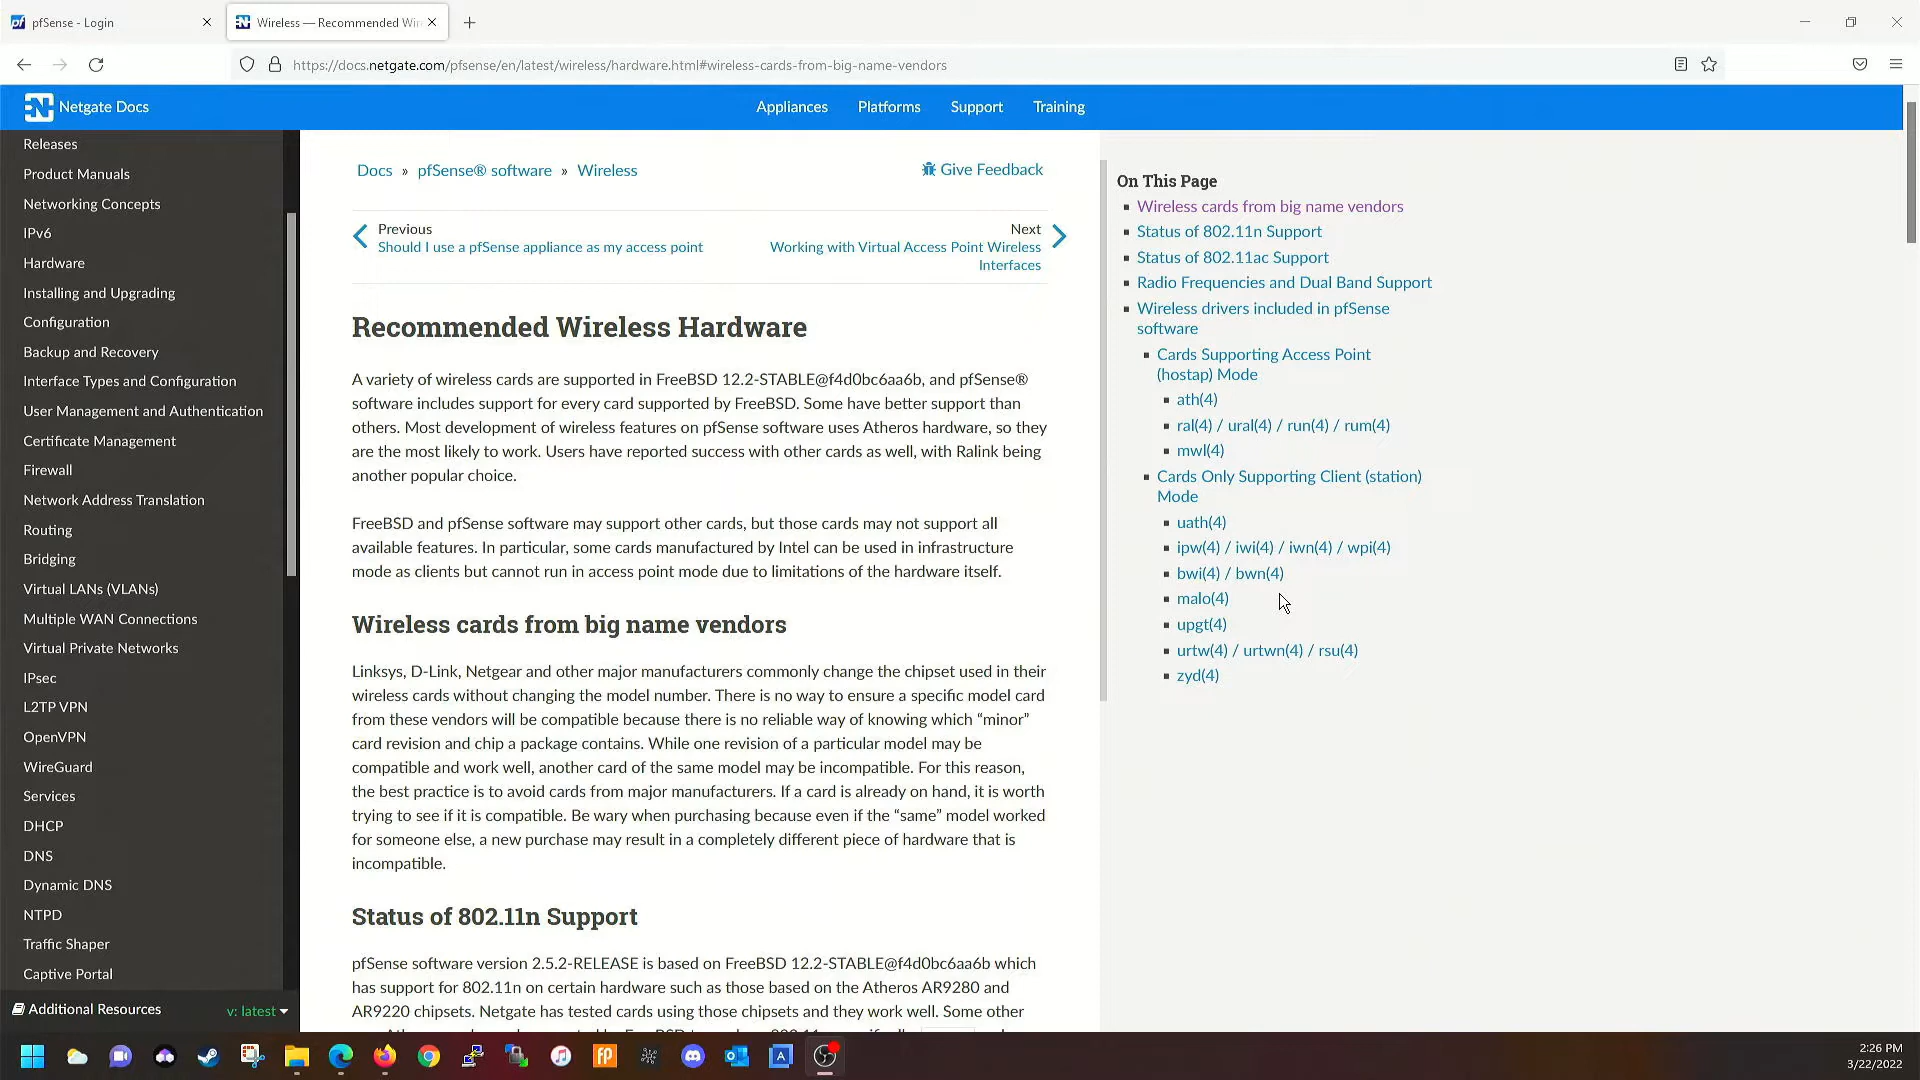 pfSense - Login
Wireless — Recommended Wi
https://docs.netgate.com/pfsense/en/latest/wireless/hardware.html#wireless-cards-from-big-name-vendors
Netgate Docs
Appliances
Platforms
Support
Training
Releases
Product Manuals
Networking Concepts
IPv6
Hardware
Installing and Upgrading
Configuration
Backup and Recovery
Interface Types and Configuration
User Management and Authentication
Certificate Management
Firewall
Network Address Translation
Routing
Bridging
Virtual LANs (VLANs)
Multiple WAN Connections
Virtual Private Networks
IPsec
L2TP VPN
OpenVPN
WireGuard
Services
DHCP
DNS
Dynamic DNS
NTPD
Traffic Shaper
Captive Portal
Additional Resources
v: latest
Docs » pfSense® software » Wireless
Give Feedback
Previous
Should I use a pfSense appliance as my access point
Next
Working with Virtual Access Point Wireless
Interfaces
Recommended Wireless Hardware
A variety of wireless cards are supported in FreeBSD 12.2-STABLE@f4d0bc6aa6b, and pfSense®
software includes support for every card supported by FreeBSD. Some have better support than
others. Most development of wireless features on pfSense software uses Atheros hardware, so they
are the most likely to work. Users have reported success with other cards as well, with Ralink being
another popular choice.
FreeBSD and pfSense software may support other cards, but those cards may not support all
available features. In particular, some cards manufactured by Intel can be used in infrastructure
mode as clients but cannot run in access point mode due to limitations of the hardware itself.
Wireless cards from big name vendors
Linksys, D-Link, Netgear and other major manufacturers commonly change the chipset used in their
wireless cards without changing the model number. There is no way to ensure a specific model card
from these vendors will be compatible because there is no reliable way of knowing which “minor”
card revision and chip a package contains. While one revision of a particular model may be
compatible and work well, another card of the same model may be incompatible. For this reason,
the best practice is to avoid cards from major manufacturers. If a card is already on hand, it is worth
trying to see if it is compatible. Be wary when purchasing because even if the “same” model worked
for someone else, a new purchase may result in a completely different piece of hardware that is
incompatible.
Status of 802.11n Support
pfSense software version 2.5.2-RELEASE is based on FreeBSD 12.2-STABLE@f4d0bc6aa6b which
has support for 802.11n on certain hardware such as those based on the Atheros AR9280 and
AR9220 chipsets. Netgate has tested cards using those chipsets and they work well. Some other
On This Page
Wireless cards from big name vendors
Status of 802.11n Support
Status of 802.11ac Support
Radio Frequencies and Dual Band Support
Wireless drivers included in pfSense
software
Cards Supporting Access Point
(hostap) Mode
ath(4)
ral(4) / ural(4) / run(4) / rum(4)
mwl(4)
Cards Only Supporting Client (station)
Mode
uath(4)
ipw(4) / iwi(4) / iwn(4) / wpi(4)
bwi(4) / bwn(4)
malo(4)
upgt(4)
urtw(4) / urtwn(4) / rsu(4)
zyd(4)
2:26 PM
3/22/2022